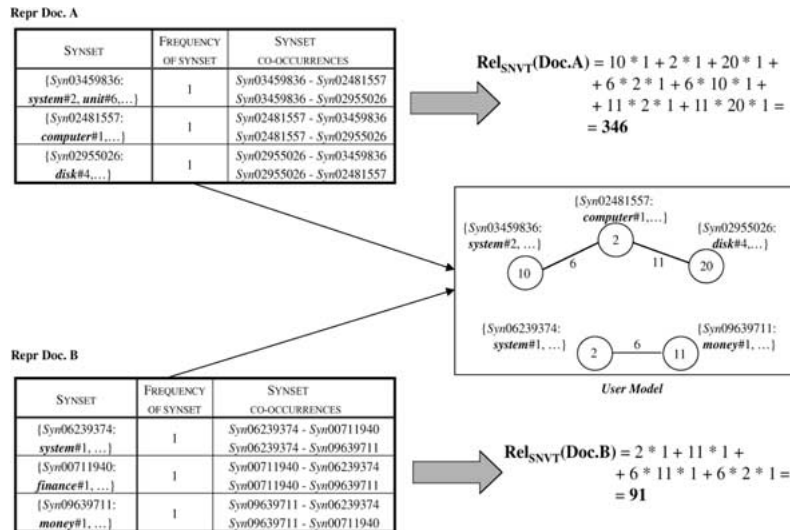 Repr Doc. A
SYNSET
FREQUENCY
OF SYNSET
SYNSET
CO-OCCURRENCES
{Syn03459836:
system#2, unit#6,…}
1
Syn03459836 - Syn02481557
Syn03459836 - Syn02955026
{Syn02481557:
computer#1,…}
1
Syn02481557 - Syn03459836
Syn02481557 - Syn02955026
{Syn02955026:
disk#4,…}
1
Syn02955026 - Syn03459836
Syn02955026 - Syn02481557
RelSNVT(Doc.A) = 10 * 1 + 2 * 1 + 20 * 1 +
+ 6 * 2 * 1 + 6 * 10 * 1 +
+ 11 * 2 * 1 + 11 * 20 * 1 =
= 346
{Syn02481557:
computer#1,…}
{Syn03459836:
system#2, …}
{Syn02955026:
disk#4,…}
2
10
6
11
20
{Syn06239374:
system#1, …}
{Syn09639711:
money#1, …}
2
6
11
User Model
Repr Doc. B
SYNSET
FREQUENCY
OF SYNSET
SYNSET
CO-OCCURRENCES
{Syn06239374:
system#1, …}
1
Syn06239374 - Syn00711940
Syn06239374 - Syn09639711
{Syn00711940:
finance#1, …}
1
Syn00711940 - Syn06239374
Syn00711940 - Syn09639711
{Syn09639711:
money#1, …}
1
Syn09639711 - Syn06239374
Syn09639711 - Syn00711940
RelSNVT(Doc.B) = 2 * 1 + 11 * 1 +
+ 6 * 11 * 1 + 6 * 2 * 1 =
= 91